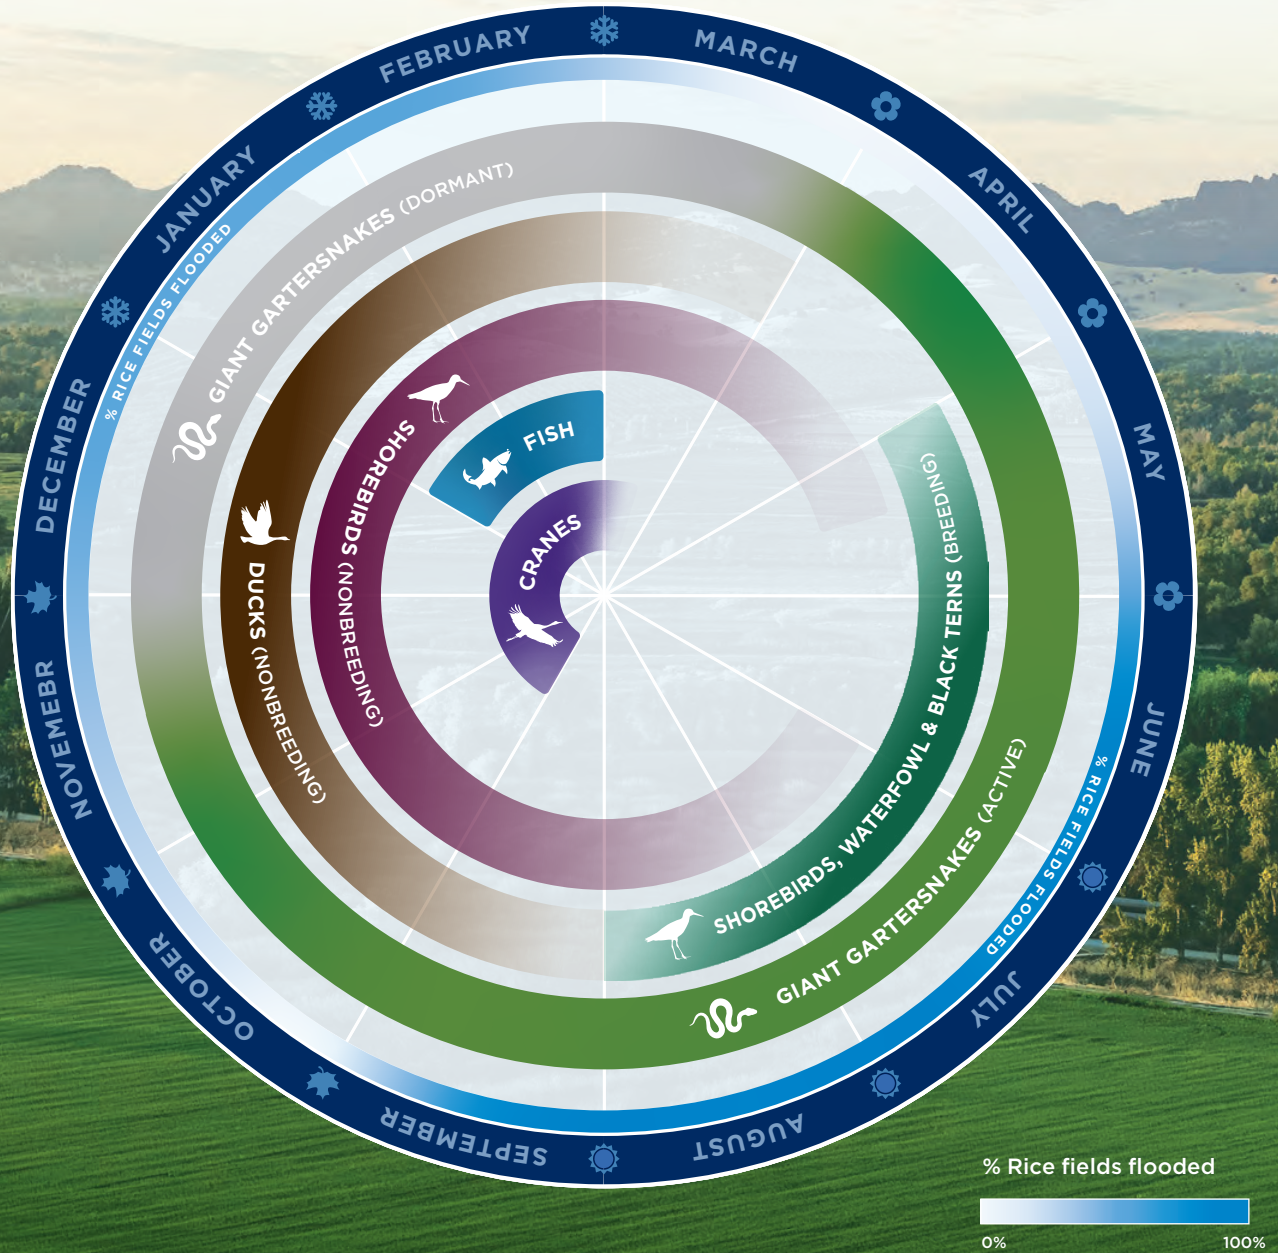 FEBRUARY
MARCH
APRIL
MAY
JUNE
JULY
AUGUST
SEPTEMBER
OCTOBER
NOVEMEBR
DECEMBER
JANUARY
% RICE FIELDS FLOODED
% RICE FIELDS FLOODED
GIANT GARTERSNAKES (DORMANT)
GIANT GARTERSNAKES (ACTIVE)
DUCKS (NONBREEDING)
SHOREBIRDS (NONBREEDING)
SHOREBIRDS, WATERFOWL & BLACK TERNS (BREEDING)
FISH
CRANES
% Rice fields flooded
0%
100%